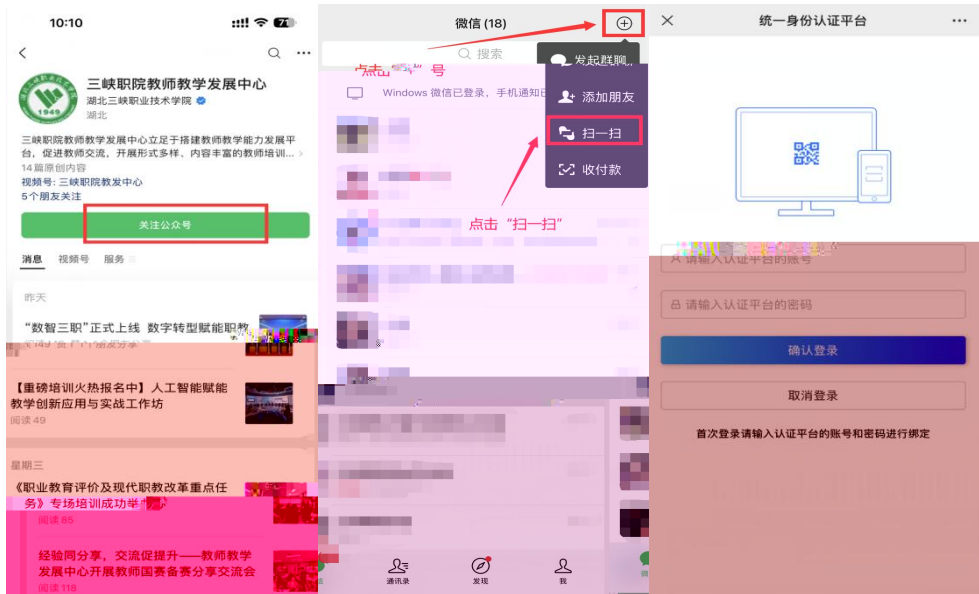 10:10
71
三峡职院教师教学发展中心
湖北三峡职业技术学院
湖北
1949
三峡职院教师教学发展中心立足于搭建教师教学能力发展平
台，促进教师交流，开展形式多样、内容丰富的教师培训...
14篇原创内容
视频号: 三峡职院教发中心
5个朋友关注
关注公众号
消息 视频号 服务
昨天
“数智三职”正式上线 数字转型赋能职教
【重磅培训火热报名中】人工智能赋能
教学创新应用与实战工作坊
阅读 49
星期三
《职业教育评价及现代职教改革重点任
务》专场培训成功举
阅读 85
经验同分享，交流促提升——教师教学
发展中心开展教师国赛备赛分享交流会
阅读 118
微信 (18)
搜索
发起群聊
点击 号
Windows 微信已登录，手机通知已
添加朋友
扫一扫
收付款
点击“扫一扫”
通讯录
发现
我
统一身份认证平台
请输入认证平台的账号
请输入认证平台的密码
确认登录
取消登录
首次登录请输入认证平台的账号和密码进行绑定